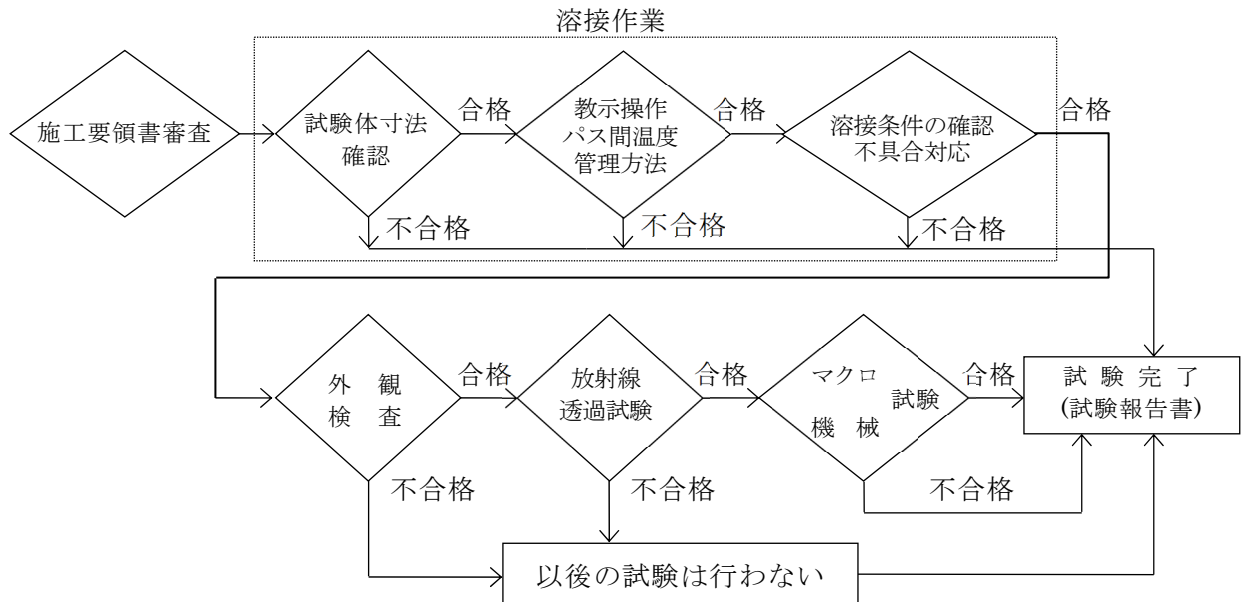 溶接作業
施工要領書審査
試験体寸法
確認
合格
教示操作
パス間温度
管理方法
合格
溶接条件の確認
不具合対応
合格
不合格
不合格
不合格
外　観
検　査
合格
放射線
透過試験
合格
マクロ
試験
機　械
合格
試 験 完 了
(試験報告書)
不合格
不合格
不合格
以後の試験は行わない